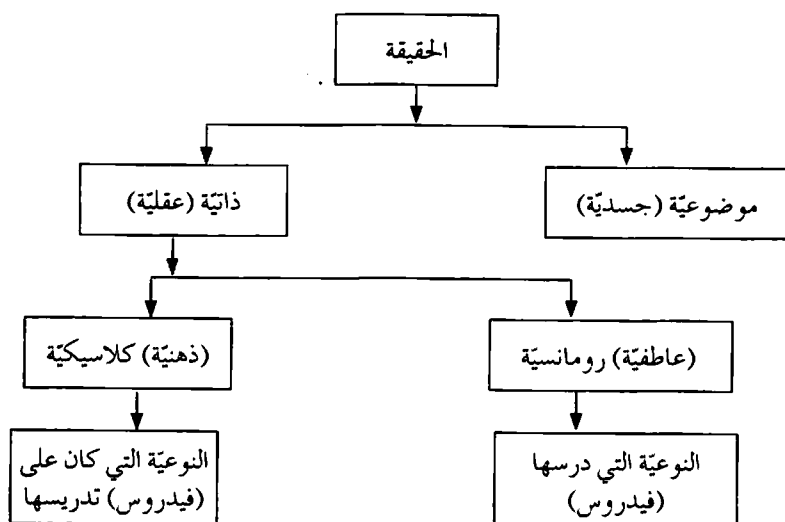 الحقيقة
موضوعيّة (جسديّة)
ذاتيّة (عقليّة)
(عاطفيّة) رومانسيّة
(ذهنيّة) كلاسيكيّة
النوعيّة التي درسها
(فيدروس)
النوعيّة التي كان على
(فيدروس) تدريسها